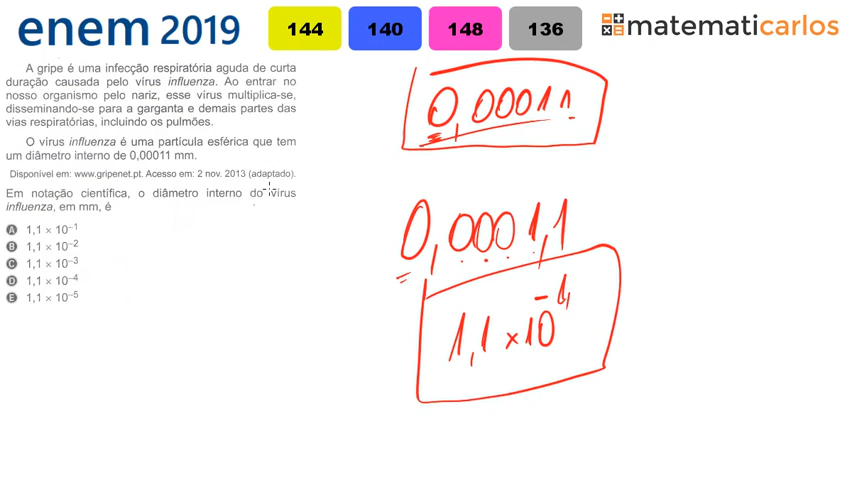 enem 2019 144 140 148 136 matematicarlos
A gripe é uma infecção respiratória aguda de curta
duração causada pelo vírus influenza. Ao entrar no
nosso organismo pelo nariz, esse vírus multiplica-se,
disseminando-se para a garganta e demais partes das
vias respiratórias, incluindo os pulmões.
O vírus influenza é uma partícula esférica que tem
um diâmetro interno de 0,00011 mm.
Disponível em: www.gripenet.pt. Acesso em: 2 nov. 2013 (adaptado).
Em notação científica, o diâmetro interno do vírus
influenza, em mm, é
A 1,1 × 10⁻¹
B 1,1 × 10⁻²
C 1,1 × 10⁻³
D 1,1 × 10⁻⁴
E 1,1 × 10⁻⁵
0,00011
0,0001,1